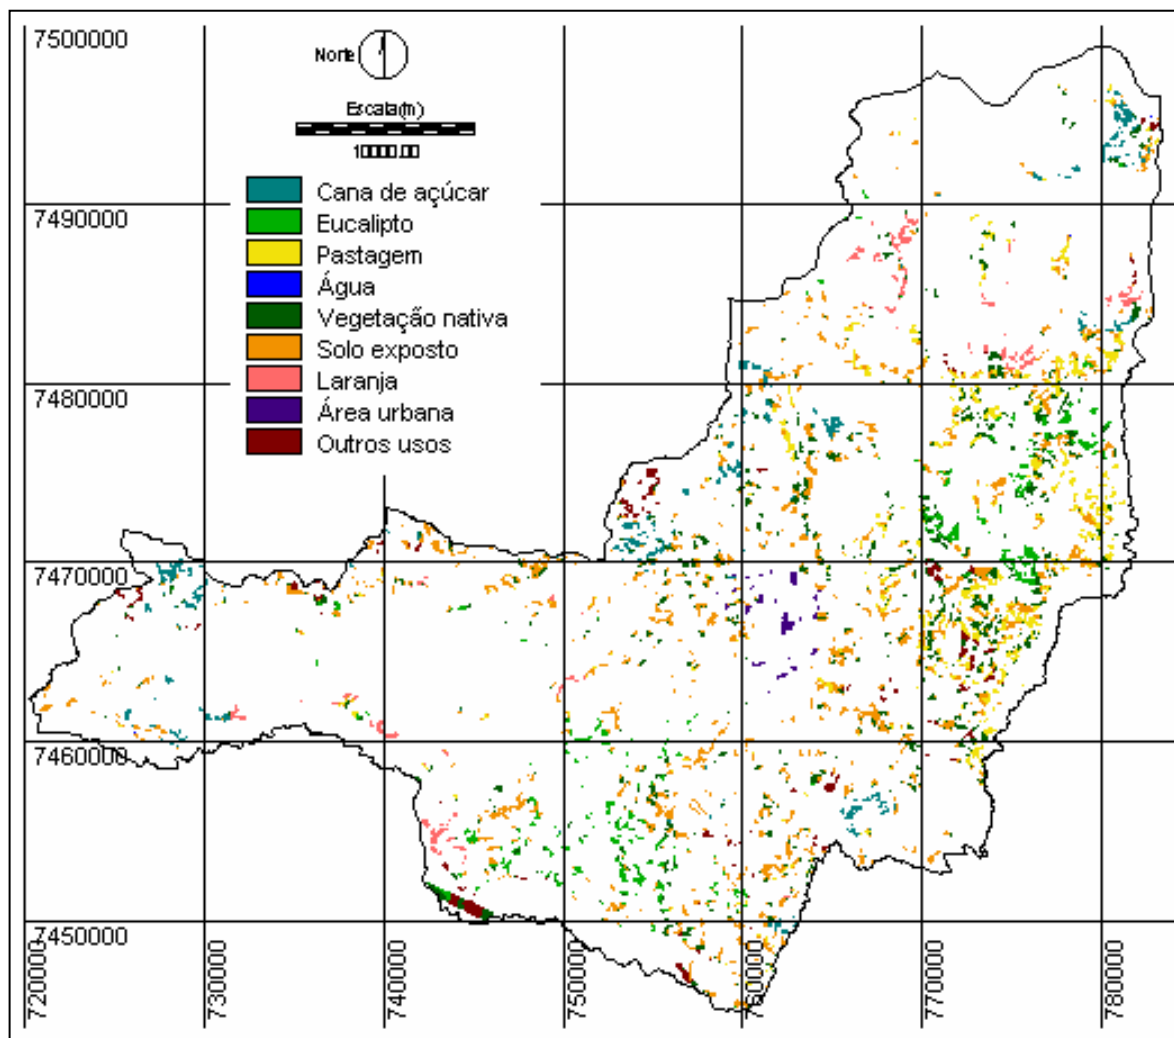 7500000
Norte
Escala(m)
10000.00
Cana de açúcar
7490000
Eucalipto
Pastagem
Água
Vegetação nativa
Solo exposto
Laranja
7480000
Área urbana
Outros usos
7470000
7460000
7450000
720000
730000
740000
750000
760000
770000
780000